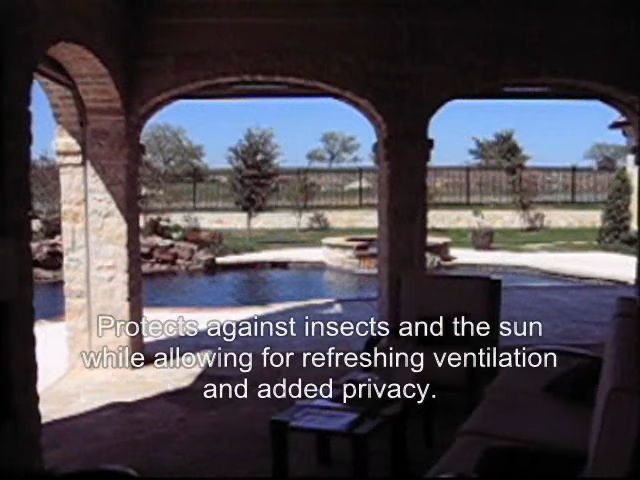 Protects against insects and the sun
while allowing for refreshing ventilation
and added privacy.